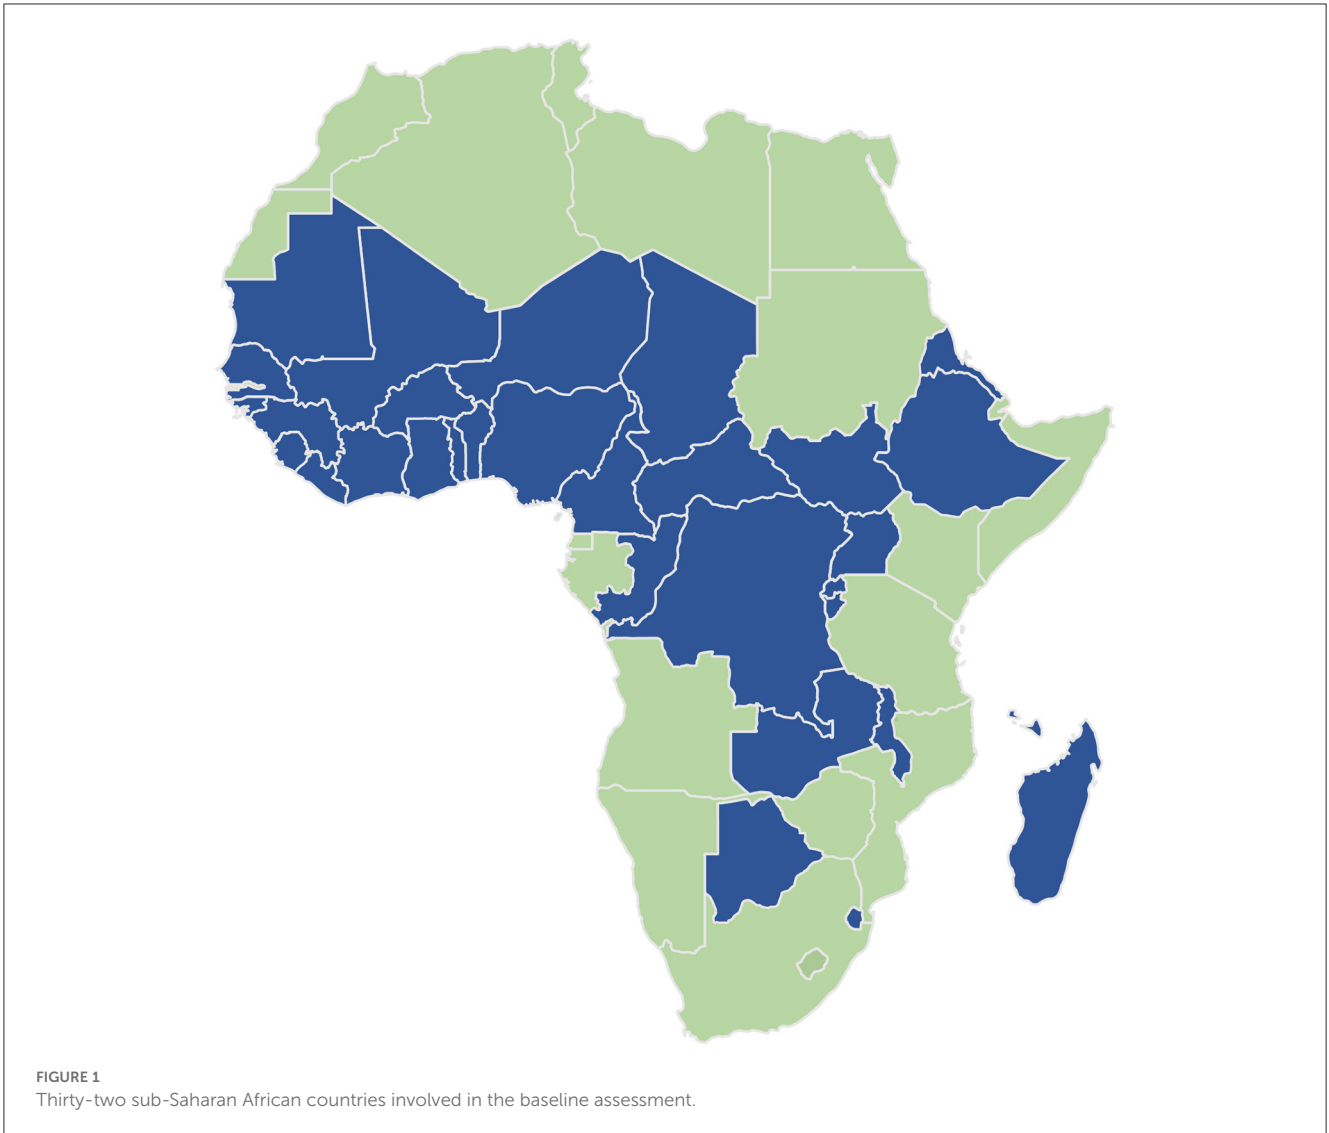 FIGURE 1
Thirty-two sub-Saharan African countries involved in the baseline assessment.